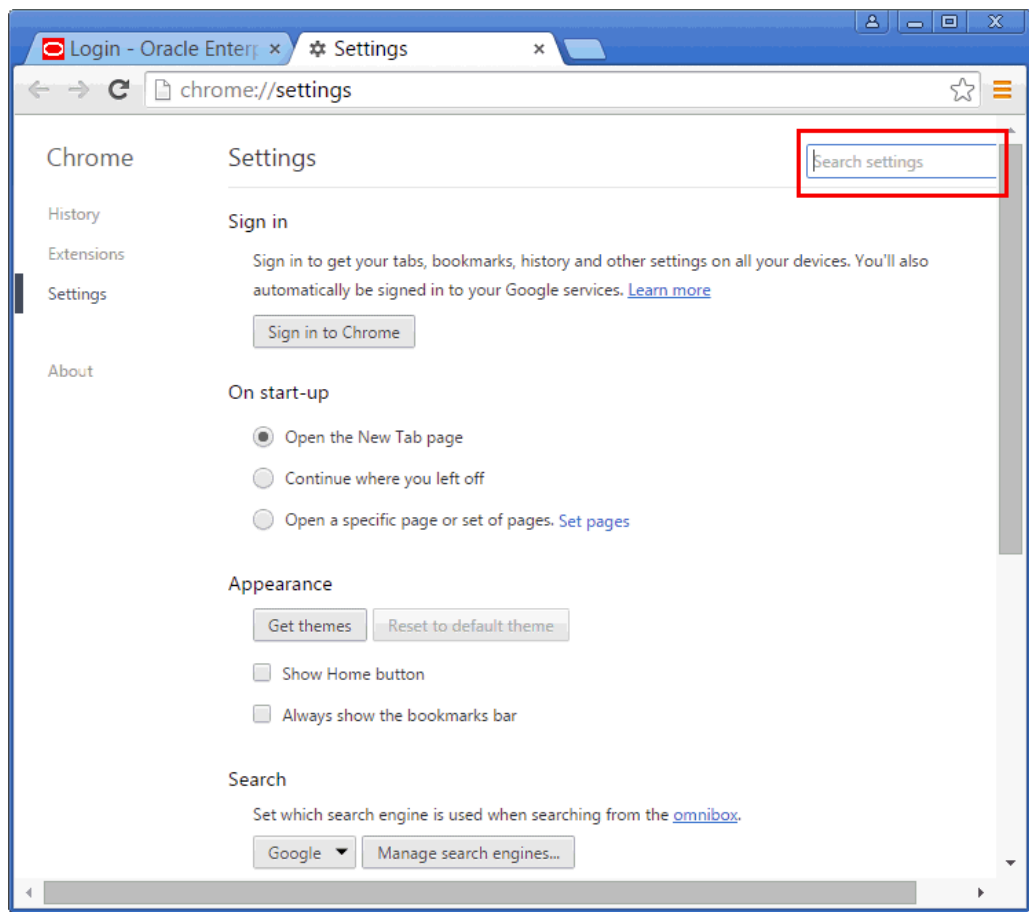 Login - Oracle Enterp
Settings
chrome://settings
Chrome
Settings
Search settings
History
Extensions
Settings
About
Sign in
Sign in to get your tabs, bookmarks, history and other settings on all your devices. You'll also
automatically be signed in to your Google services. Learn more
Sign in to Chrome
On start-up
Open the New Tab page
Continue where you left off
Open a specific page or set of pages. Set pages
Appearance
Get themes Reset to default theme
Show Home button
Always show the bookmarks bar
Search
Set which search engine is used when searching from the omnibox.
Google Manage search engines...